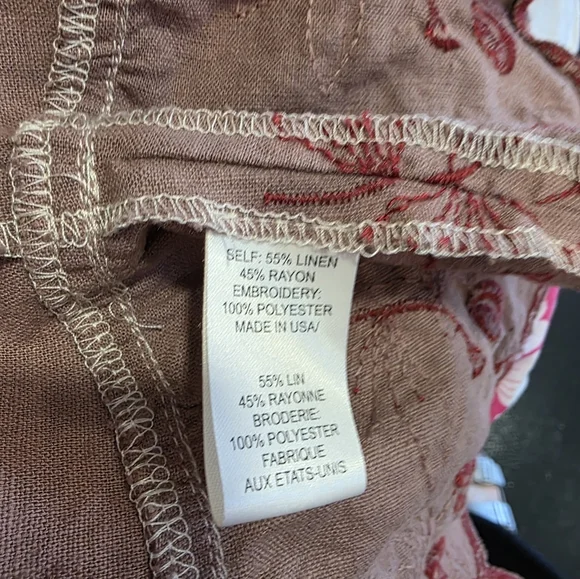 SELF: 55% LINEN
45% RAYON
EMBROIDERY:
100% POLYESTER
MADE IN USA/
55% LIN
45% RAYONNE
BRODERIE:
100% POLYESTER
FABRIQUE
AUX ETATS-UNIS